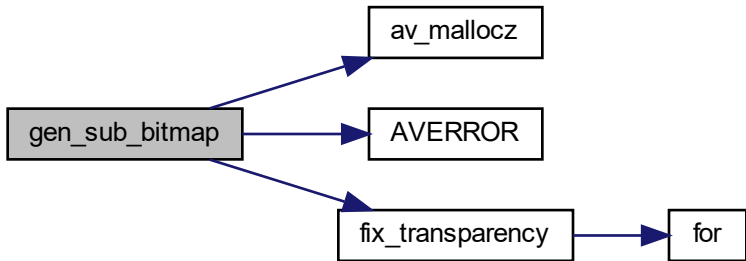 av_mallocz
gen_sub_bitmap
AVERROR
fix_transparency
for